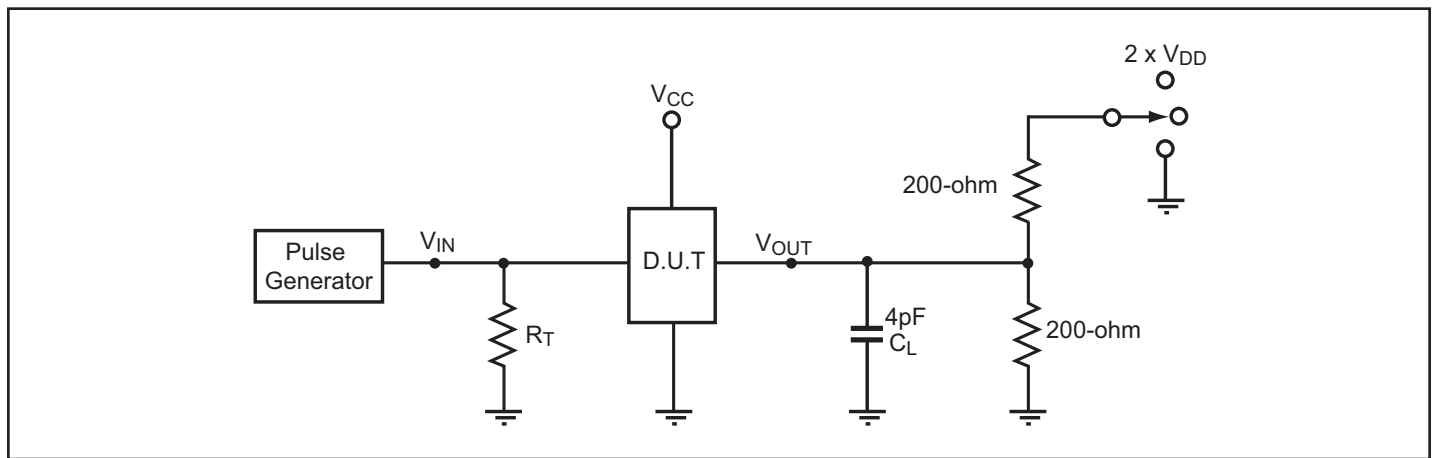 2 x VDD
VCC
200-ohm
Pulse
Generator
VIN
D.U.T
VOUT
RT
4pF
CL
200-ohm